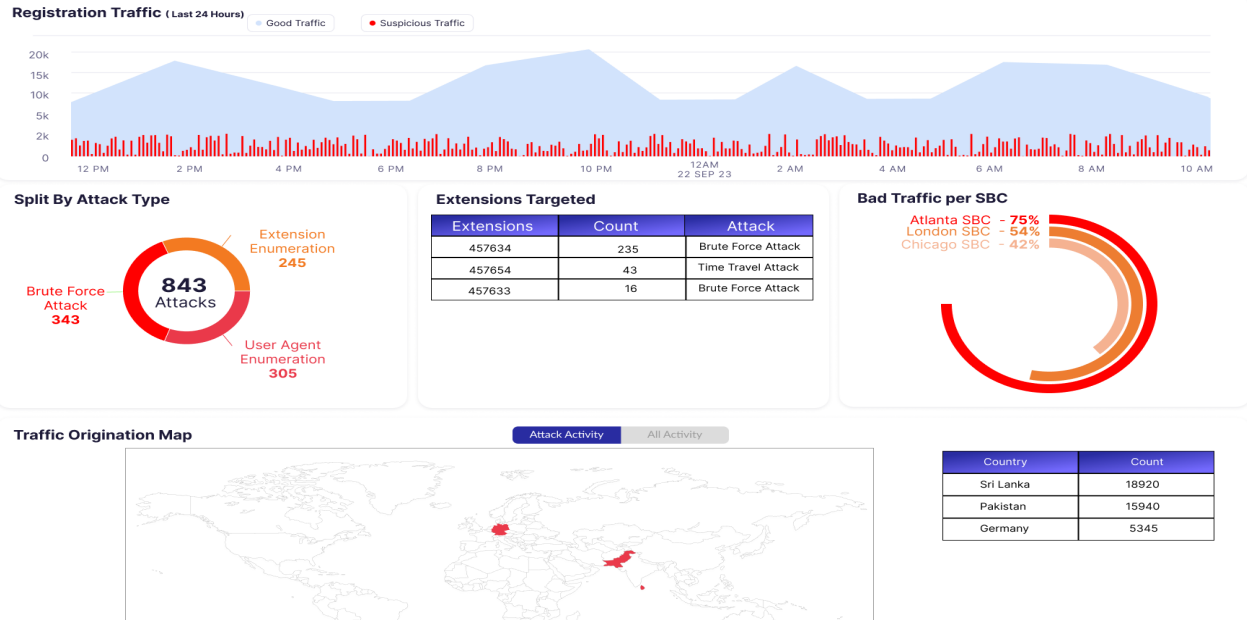 Registration Traffic ( Last 24 Hours)
Good Traffic
Suspicious Traffic
20k
15k
10k
5k
2k
0
12 PM 2 PM 4 PM 6 PM 8 PM 10 PM 12AM 2 AM 4 AM 6 AM 8 AM 10 AM
22 SEP 23
Split By Attack Type
Extension
Enumeration
245
843
Attacks
Brute Force
Attack
343
User Agent
Enumeration
305
Extensions Targeted
Extensions Count Attack
457634 235 Brute Force Attack
457654 43 Time Travel Attack
457633 16 Brute Force Attack
Bad Traffic per SBC
Atlanta SBC - 75%
London SBC - 54%
Chicago SBC - 42%
Traffic Origination Map
Attack Activity All Activity
Country Count
Sri Lanka 18920
Pakistan 15940
Germany 5345